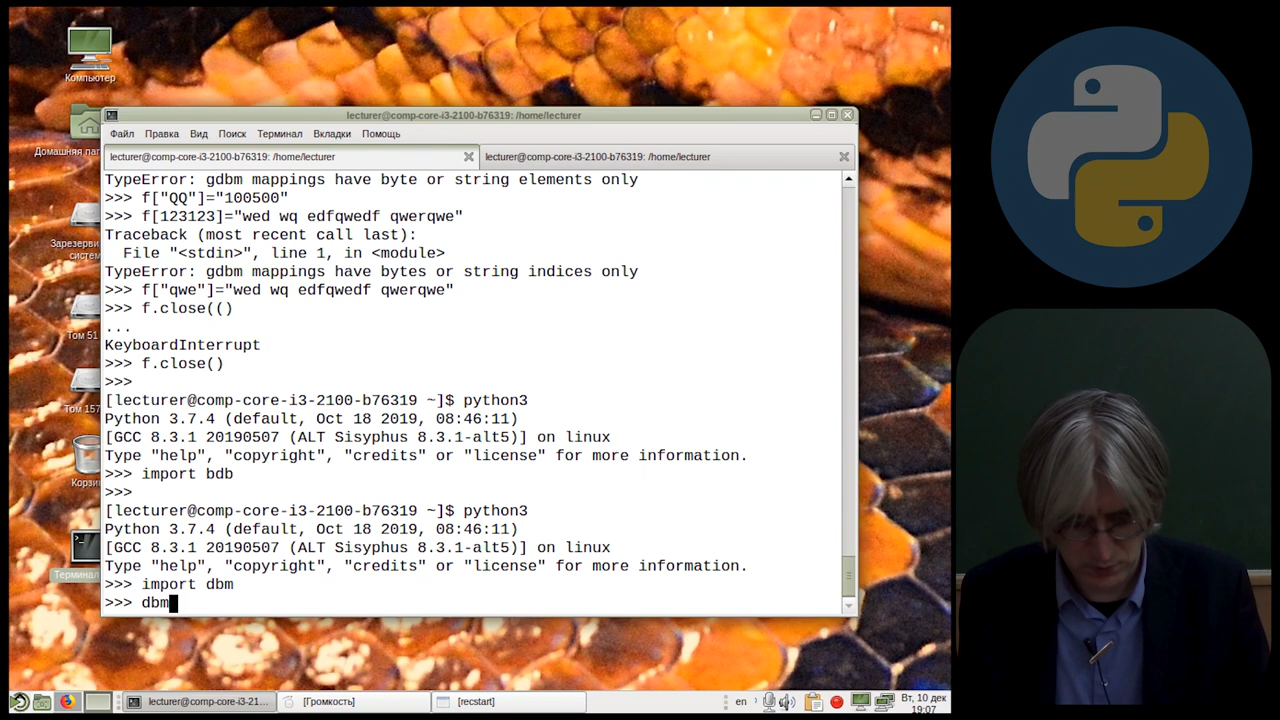 Компьютер
Домашняя пап
Зарезерви
систем
Том 51
Том 157
Корзи
Терминал
lecturer@comp-core-i3-2100-b76319: /home/lecturer
Файл Правка Вид Поиск Терминал Вкладки Помощь
lecturer@comp-core-i3-2100-b76319: /home/lecturer lecturer@comp-core-i3-2100-b76319: /home/lecturer
TypeError: gdbm mappings have byte or string elements only
>>> f["QQ"]="100500"
>>> f[123123]="wed wq edfqwedf qwerqwe"
Traceback (most recent call last):
File "<stdin>", line 1, in <module>
TypeError: gdbm mappings have bytes or string indices only
>>> f["qwe"]="wed wq edfqwedf qwerqwe"
>>> f.close(()
...
KeyboardInterrupt
>>> f.close()
>>>
[lecturer@comp-core-i3-2100-b76319 ~]$ python3
Python 3.7.4 (default, Oct 18 2019, 08:46:11)
[GCC 8.3.1 20190507 (ALT Sisyphus 8.3.1-alt5)] on linux
Type "help", "copyright", "credits" or "license" for more information.
>>> import bdb
>>>
[lecturer@comp-core-i3-2100-b76319 ~]$ python3
Python 3.7.4 (default, Oct 18 2019, 08:46:11)
[GCC 8.3.1 20190507 (ALT Sisyphus 8.3.1-alt5)] on linux
Type "help", "copyright", "credits" or "license" for more information.
>>> import dbm
>>> dbm
lecturer@comp-core-i3-21... [Громкость] [recstart] en Вт, 10 дек
19:07